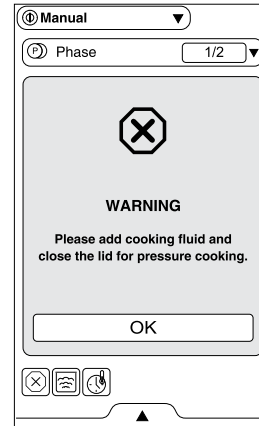 Manual
P Phase 1/2
WARNING
Please add cooking fluid and
close the lid for pressure cooking.
OK